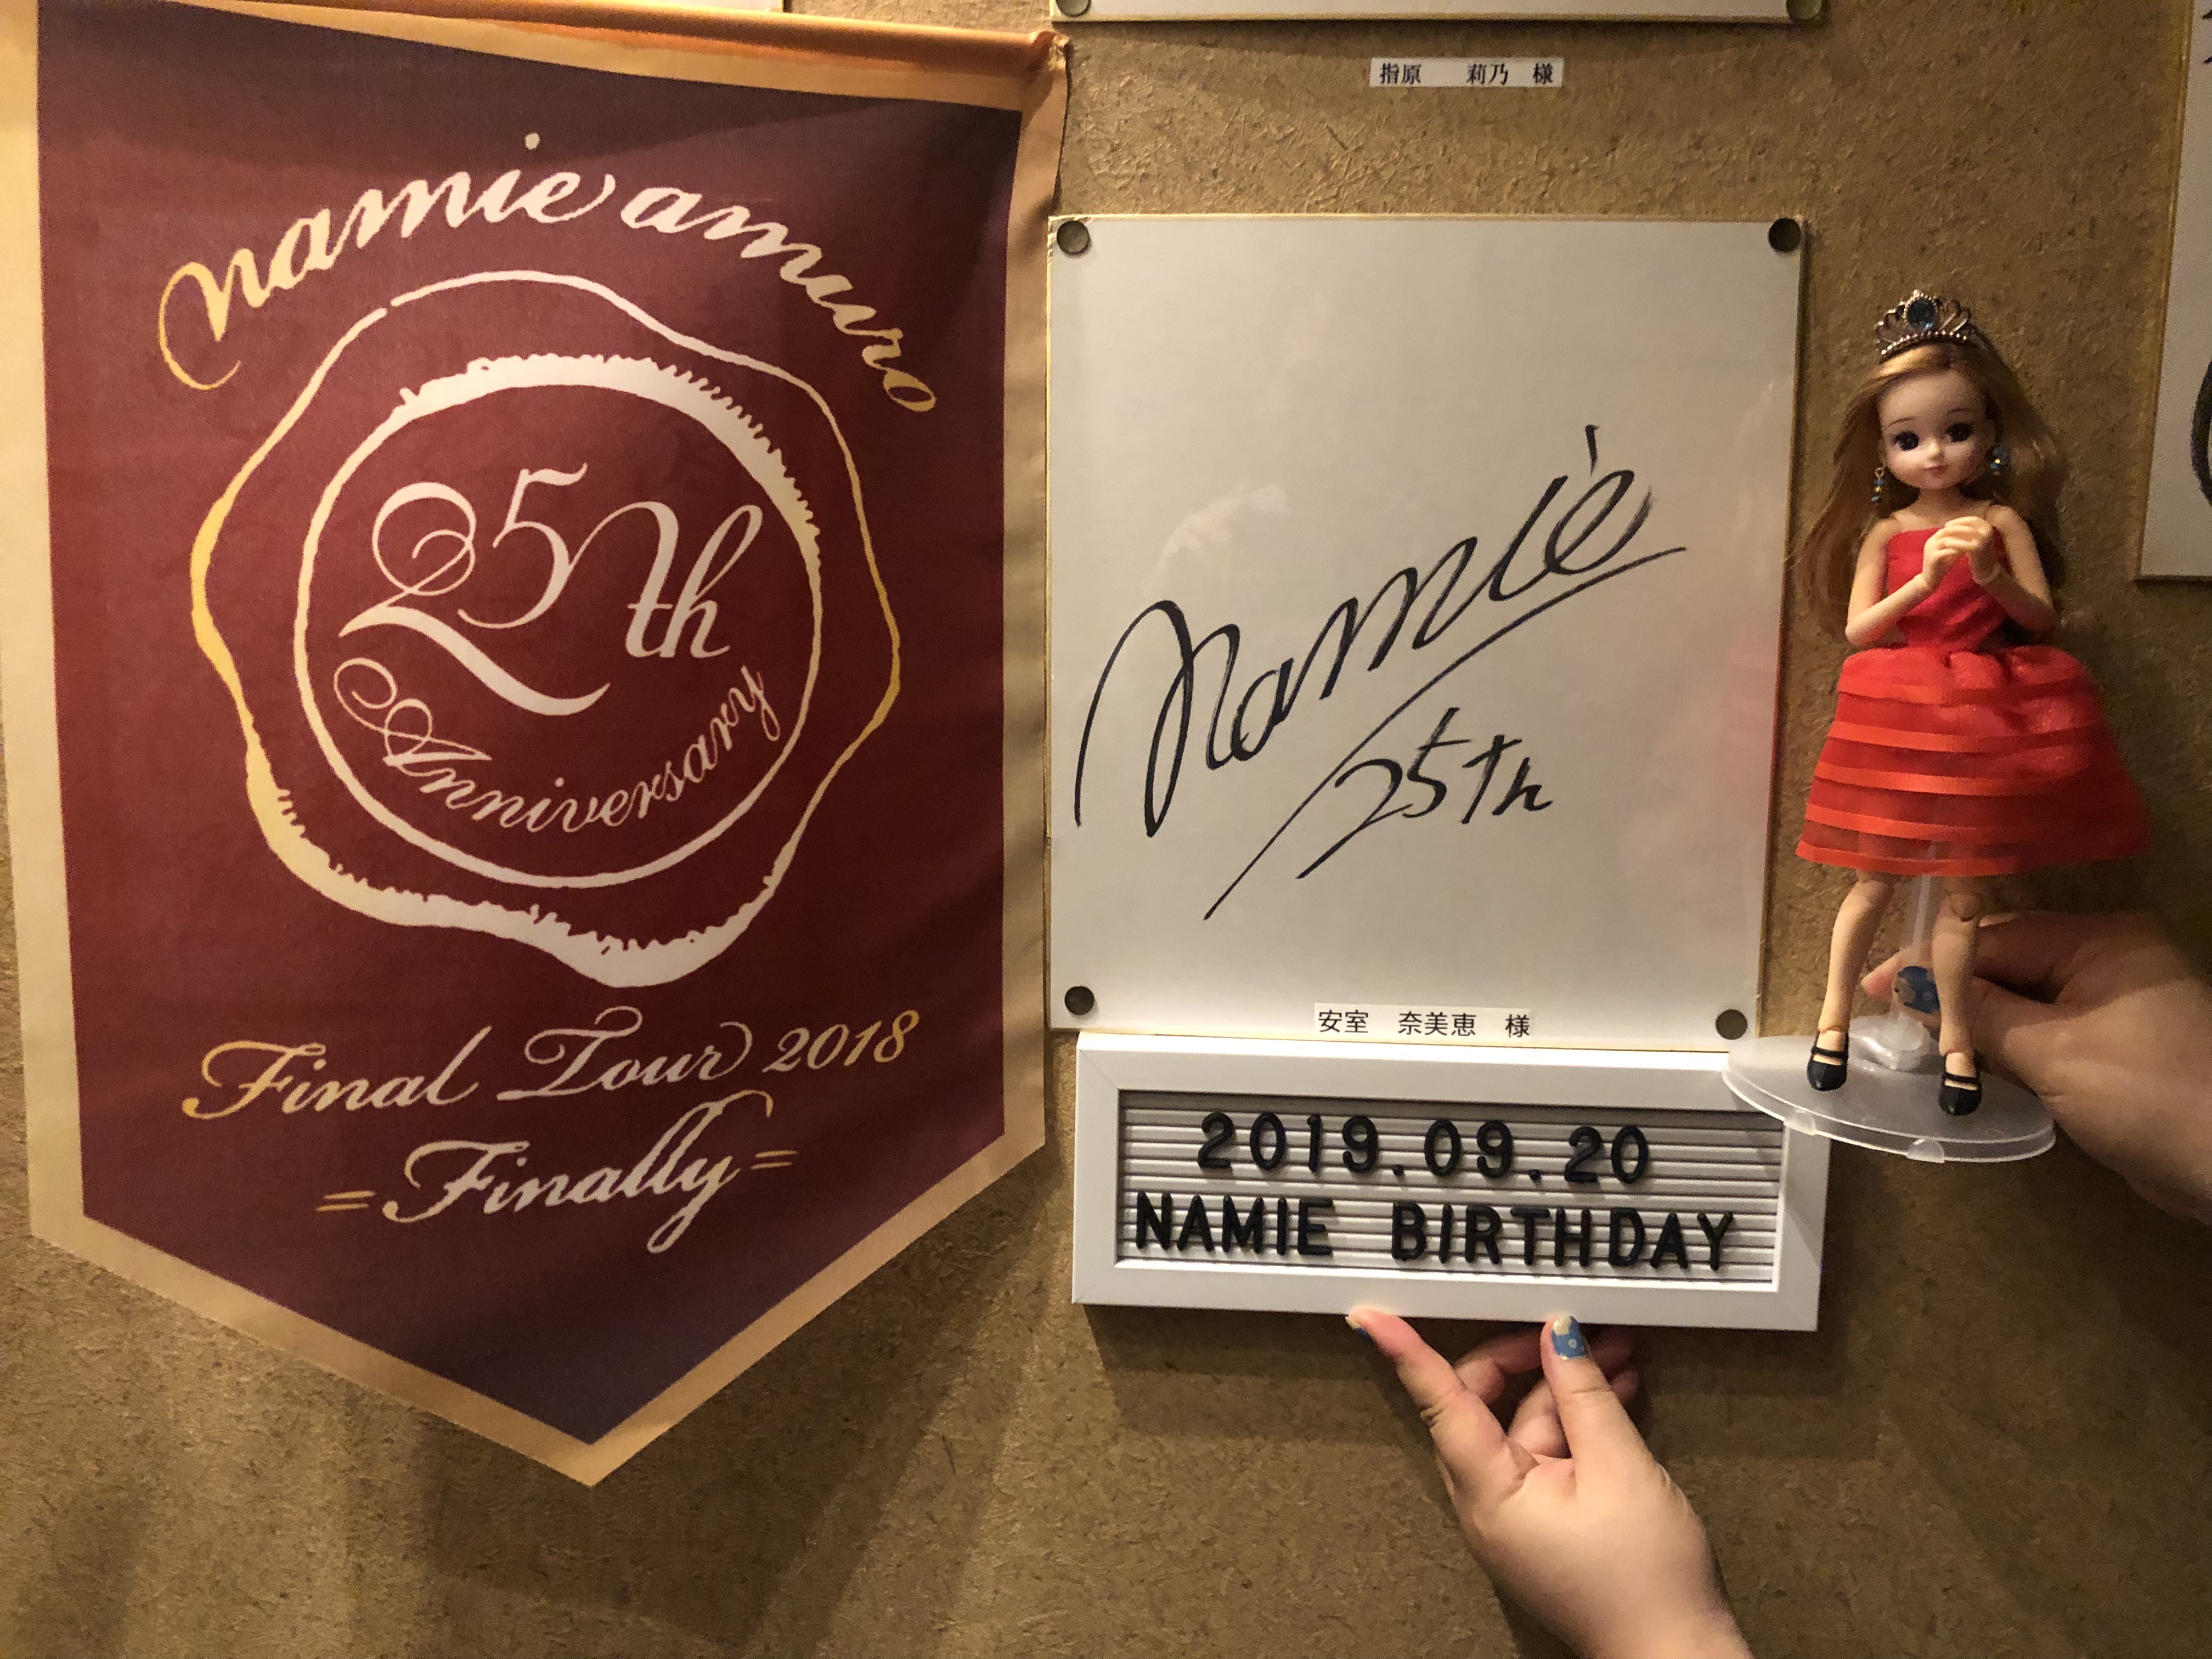 namie amuro
25th
Anniversary
Final Tour 2018
=Finally=
指原 莉乃 様
Namie
25th
安室 奈美恵 様
2019.09.20
NAMIE BIRTHDAY